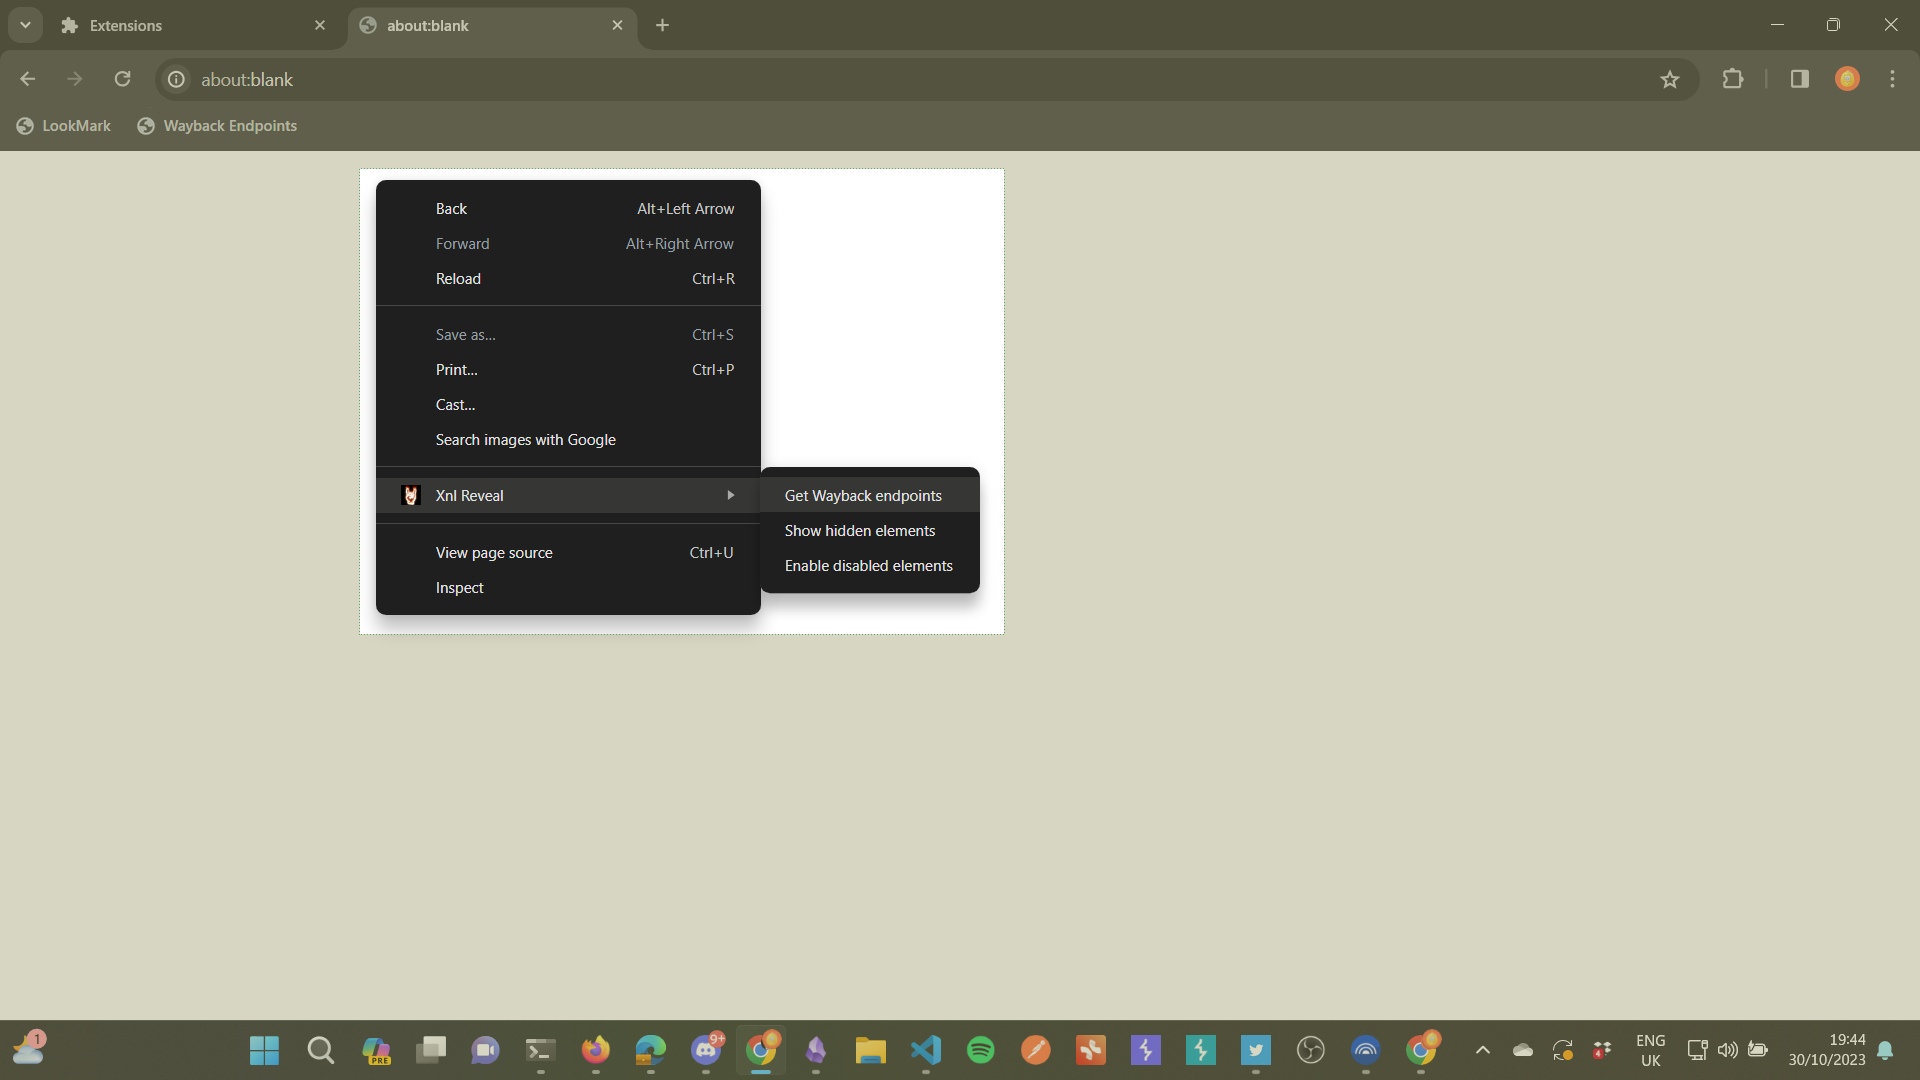 Extensions
about:blank
about:blank
LookMark
Wayback Endpoints
Back Alt+Left Arrow
Forward Alt+Right Arrow
Reload Ctrl+R
Save as... Ctrl+S
Print... Ctrl+P
Cast...
Search images with Google
Xnl Reveal
Get Wayback endpoints
Show hidden elements
Enable disabled elements
View page source Ctrl+U
Inspect
1
PRE
9+
4
ENG
UK
19:44
30/10/2023